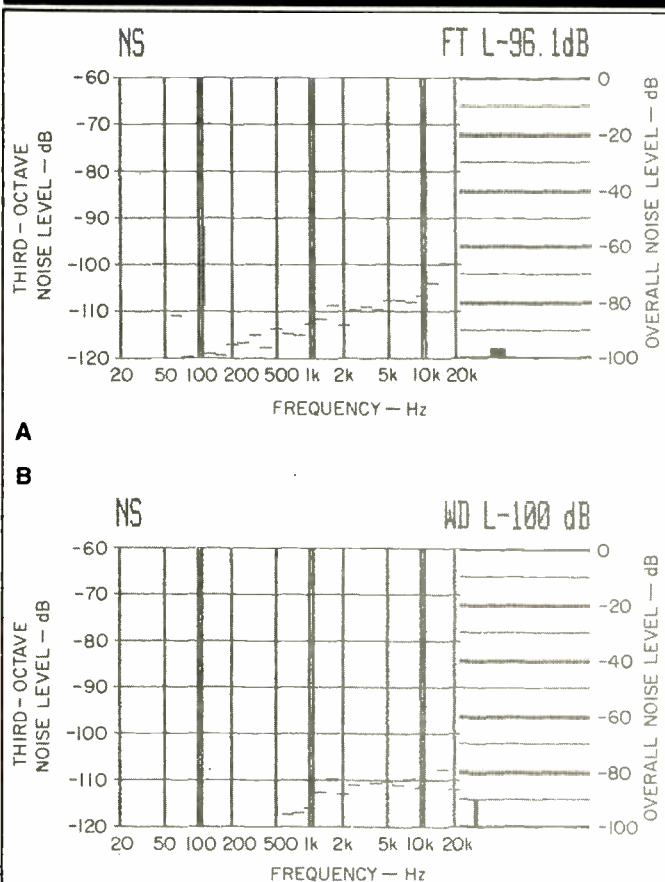 NS FT L-96.1dB
-60
-70
-80
-90
-100
-110
-120
THIRD-OCTAVE
NOISE LEVEL — dB
0
-20
-40
-60
-80
-100
OVERALL NOISE LEVEL — dB
20 50 100 200 500 1k 2k 5k 10k 20k
FREQUENCY — Hz
A
B
NS WD L-100 dB
-60
-70
-80
-90
-100
-110
-120
THIRD-OCTAVE
NOISE LEVEL — dB
0
-20
-40
-60
-80
-100
OVERALL NOISE LEVEL — dB
20 50 100 200 500 1k 2k 5k 10k 20k
FREQUENCY — Hz